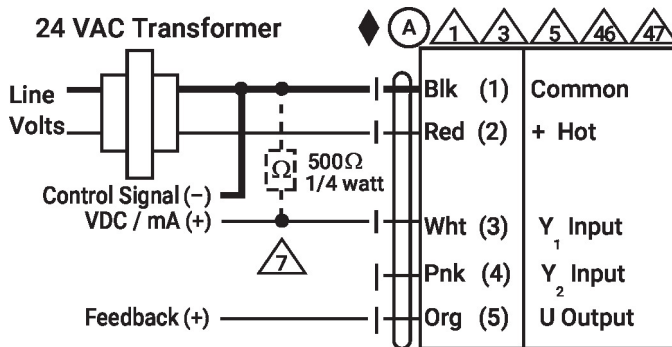 24 VAC Transformer
A 1 3 5 46 47
Line
Volts
Blk (1) Common
Red (2) + Hot
Ω 500Ω
1/4 watt
Control Signal (−)
VDC / mA (+)
7
Wht (3) Y1 Input
Pnk (4) Y2 Input
Feedback (+)
Org (5) U Output